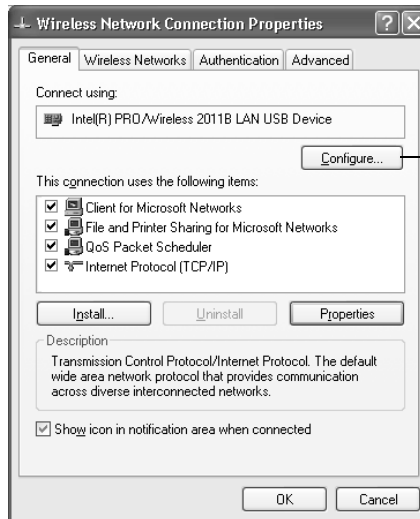 Wireless Network Connection Properties
General Wireless Networks Authentication Advanced
Connect using:
Intel(R) PRO/Wireless 2011B LAN USB Device
Configure...
This connection uses the following items:
Client for Microsoft Networks
File and Printer Sharing for Microsoft Networks
QoS Packet Scheduler
Internet Protocol (TCP/IP)
Install... Uninstall Properties
Description
Transmission Control Protocol/Internet Protocol. The default
wide area network protocol that provides communication
across diverse interconnected networks.
Show icon in notification area when connected
OK Cancel